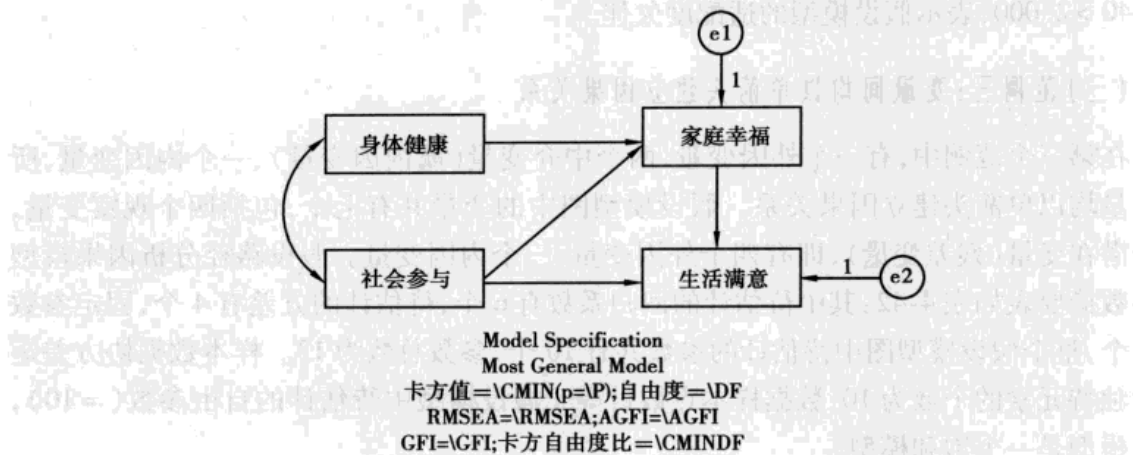 e1
1
身体健康
家庭幸福
社会参与
生活满意
1
e2
Model Specification
Most General Model
卡方值=\CMIN(p=\P);自由度=\DF
RMSEA=\RMSEA;AGFI=\AGFI
GFI=\GFI;卡方自由度比=\CMINDF